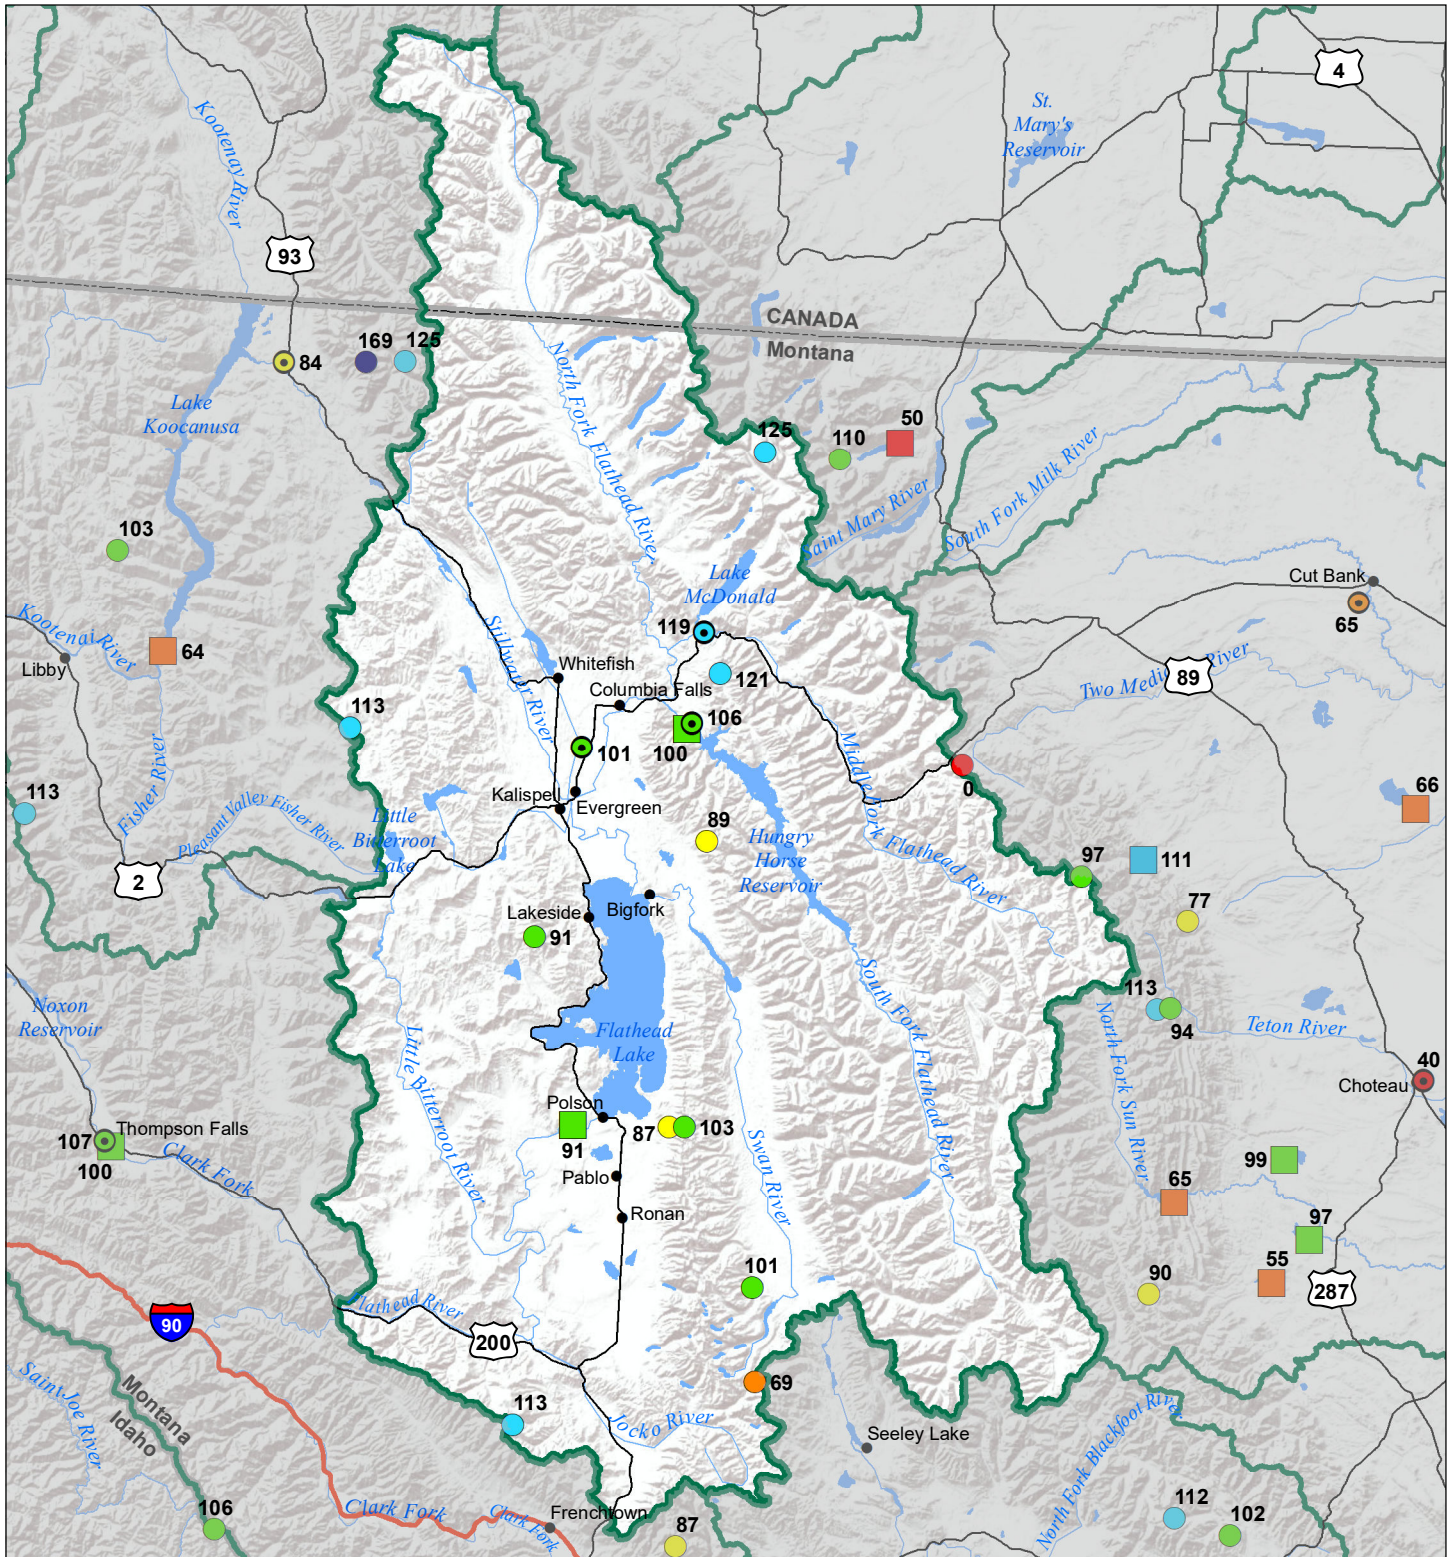 4
St.
Mary's
Reservoir
Kootenay River
93
CANADA
Montana
84
169
125
North Fork Flathead River
Lake
Koocanusa
125
110
50
South Fork Milk River
Saint Mary River
103
Lake
McDonald
Cut Bank
65
Kootenai River
Libby
64
119
Stillwater River
Whitefish
Columbia Falls
121
Two Medi River
89
113
106
100
101
Middle Fork Flathead River
0
Fisher River
113
Pleasant Valley Fisher River
Little
Bitterroot
Lake
Kalispell
Evergreen
66
89
Hungry
Horse
Reservoir
2
97
111
77
Lakeside
Bigfork
91
South Fork Flathead River
113
94
North Fork Sun River
Teton River
Noxon
Reservoir
Flathead
Lake
Little Bitterroot River
40
Choteau
Polson
107
Thompson Falls
100
Clark Fork
91
87
103
Swan River
Pablo
99
65
Ronan
97
101
90
55
287
Flathead River
90
200
69
Saint Joe River
Montana
Idaho
113
Jocko River
Seeley Lake
North Fork Blackfoot River
106
Clark Fork
Clark Fork
Frenchtown
87
112
102